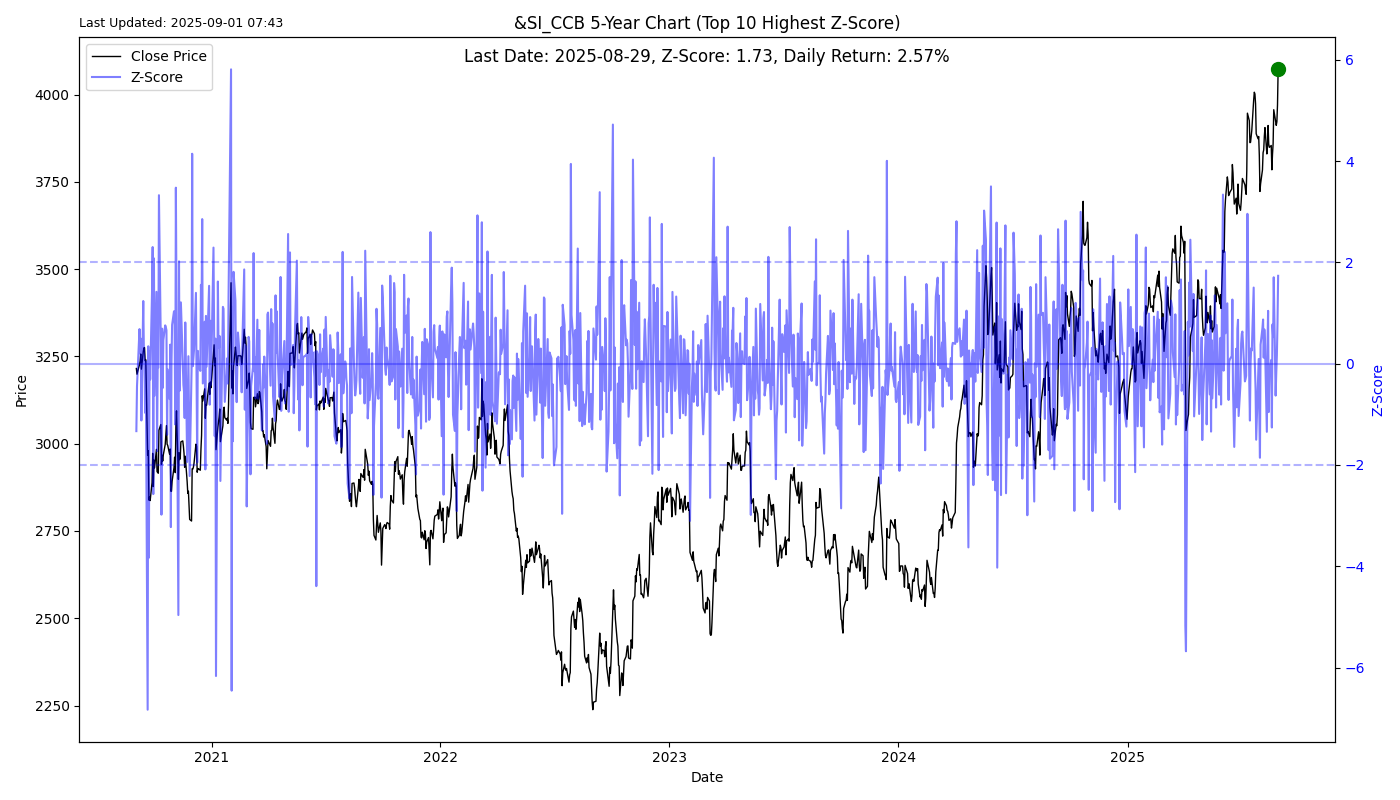 Last Updated: 2025-09-01 07:43
&SI_CCB 5-Year Chart (Top 10 Highest Z-Score)
Last Date: 2025-08-29, Z-Score: 1.73, Daily Return: 2.57%
Close Price
Z-Score
4000
3750
3500
3250
3000
2750
2500
2250
Price
6
4
2
0
−2
−4
−6
Z-Score
2021
2022
2023
2024
2025
Date